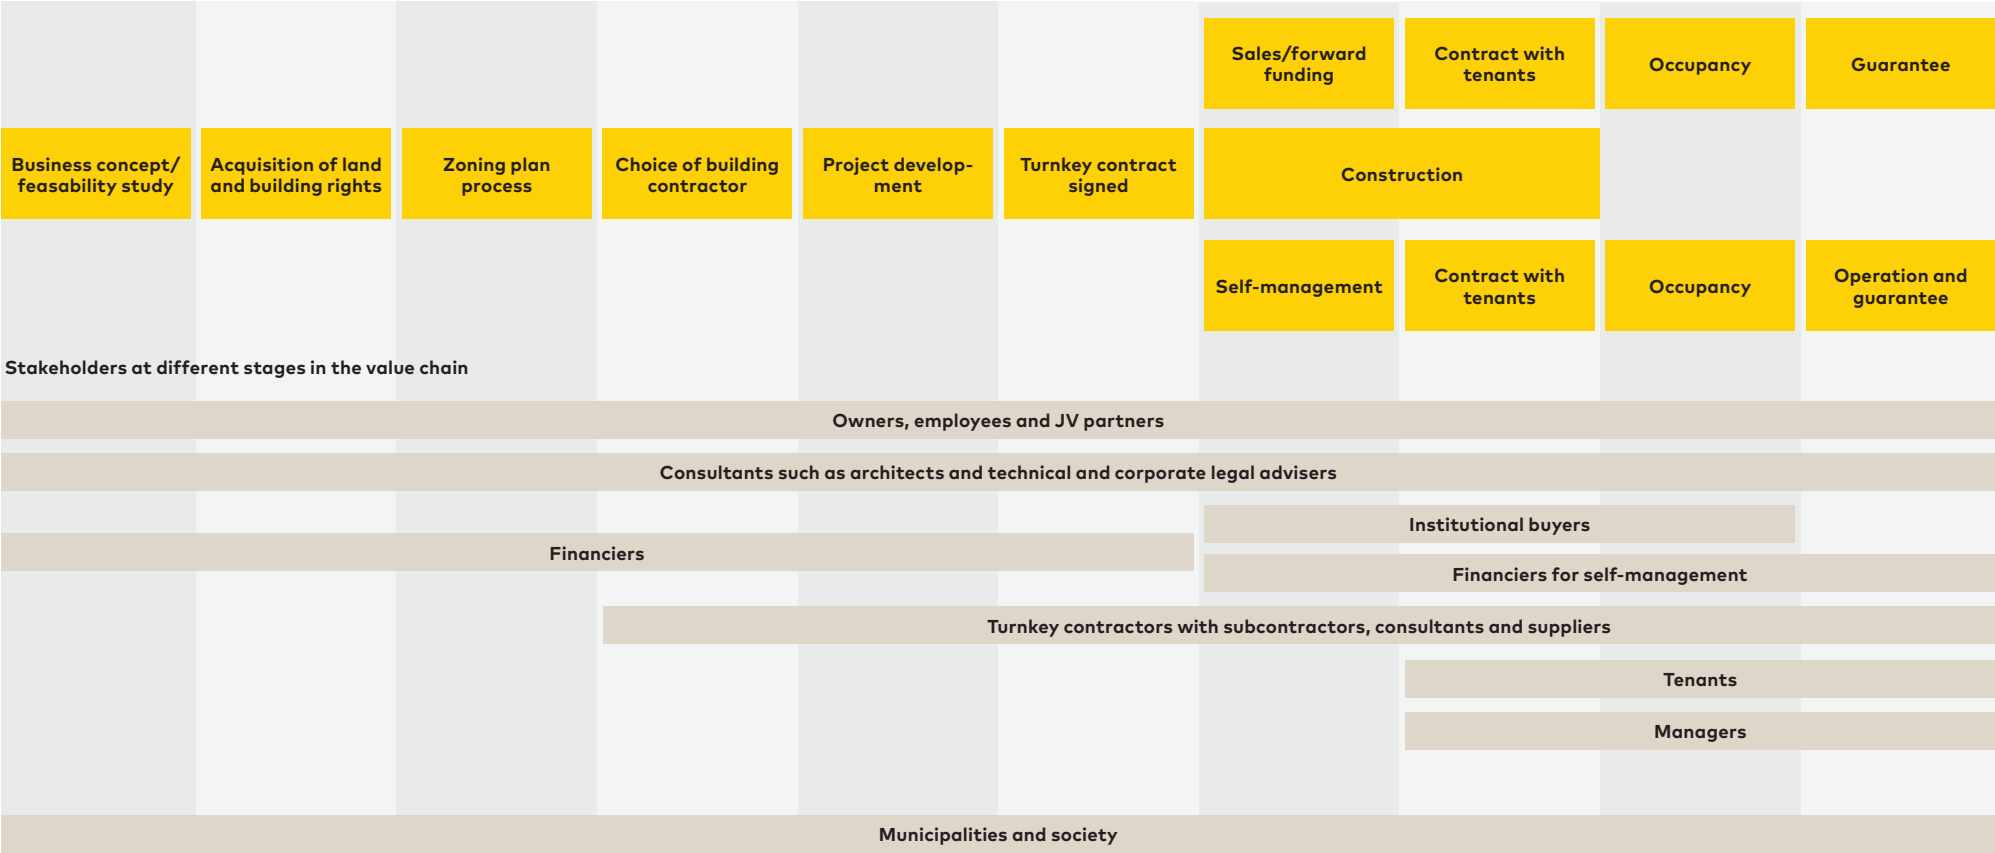 Sales/forward
funding
Contract with
tenants
Occupancy
Guarantee
Business concept/
feasability study
Acquisition of land
and building rights
Zoning plan
process
Choice of building
contractor
Project develop-
ment
Turnkey contract
signed
Construction
Self-management
Contract with
tenants
Occupancy
Operation and
guarantee
Stakeholders at different stages in the value chain
Owners, employees and JV partners
Consultants such as architects and technical and corporate legal advisers
Institutional buyers
Financiers
Financiers for self-management
Turnkey contractors with subcontractors, consultants and suppliers
Tenants
Managers
Municipalities and society